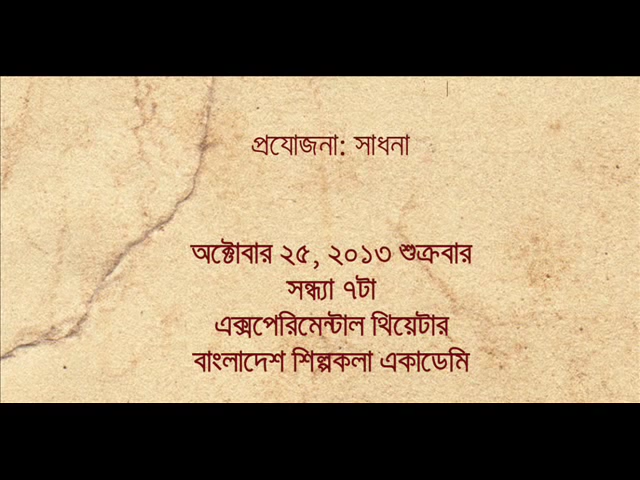 প্রযোজনা: সাধনা
অক্টোবার ২৫, ২০১৩ শুক্রবার
সন্ধ্যা ৭টা
এক্সপেরিমেন্টাল থিয়েটার
বাংলাদেশ শিল্পকলা একাডেমি